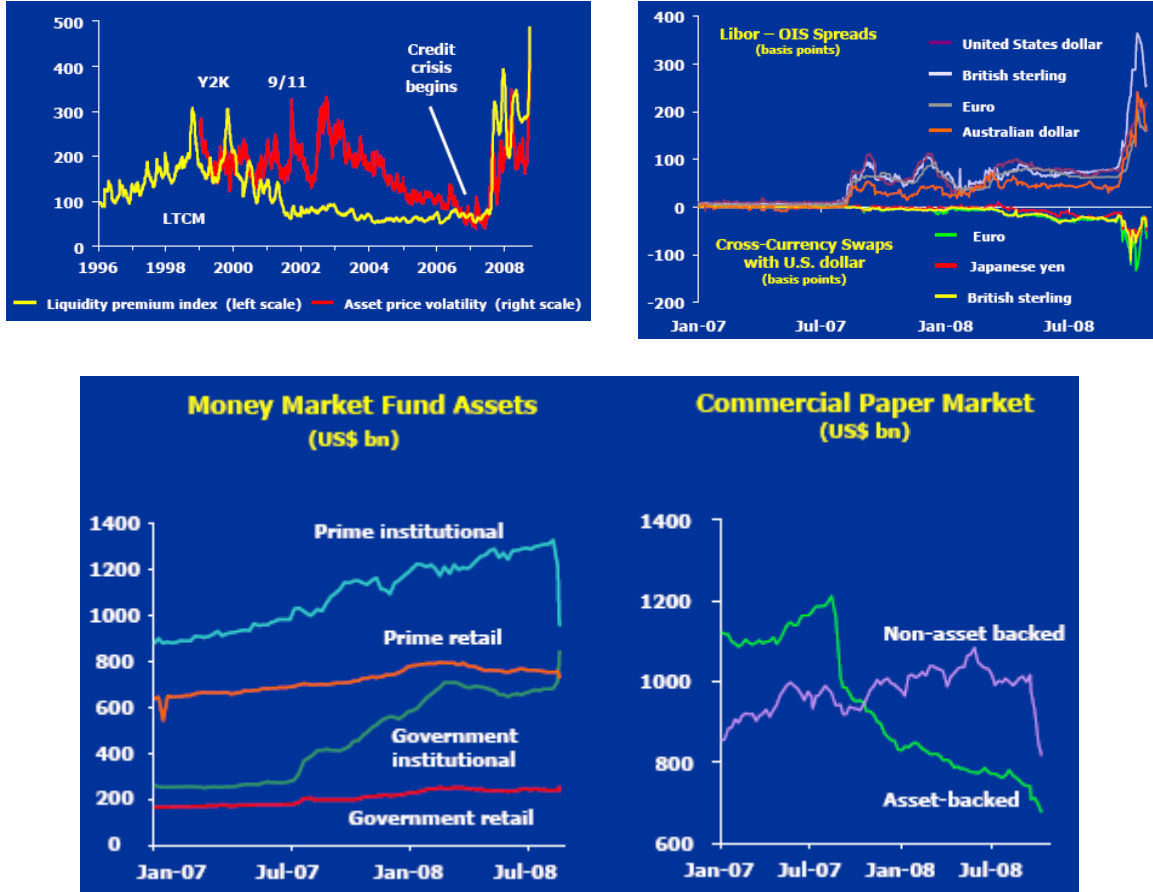 500
400
300
200
100
0
Y2K
9/11
Credit
crisis
begins
LTCM
1996
1998
2000
2002
2004
2006
2008
Liquidity premium index (left scale)
Asset price volatility (right scale)
400
300
200
100
0
-100
-200
Libor – OIS Spreads
(basis points)
United States dollar
British sterling
Euro
Australian dollar
Cross-Currency Swaps
with U.S. dollar
(basis points)
Euro
Japanese yen
British sterling
Jan-07
Jul-07
Jan-08
Jul-08
Money Market Fund Assets
(US$ bn)
1400
1200
1000
800
600
400
200
0
Prime institutional
Prime retail
Government
institutional
Government retail
Jan-07
Jul-07
Jan-08
Jul-08
Commercial Paper Market
(US$ bn)
1400
1200
1000
800
600
Non-asset backed
Asset-backed
Jan-07
Jul-07
Jan-08
Jul-08